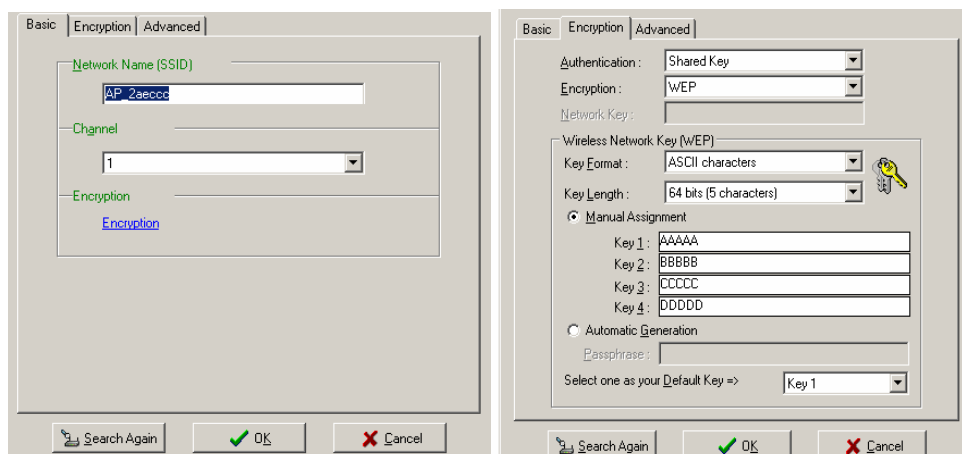 Basic Encryption Advanced
Network Name (SSID)
AP_2aeccc
Channel
1
Encryption
Encryption
Search Again OK Cancel
Basic Encryption Advanced
Authentication : Shared Key
Encryption : WEP
Network Key :
Wireless Network Key (WEP)
Key Format : ASCII characters
Key Length : 64 bits (5 characters)
Manual Assignment
Key 1 : AAAAA
Key 2 : BBBBB
Key 3 : CCCCC
Key 4 : DDDDD
Automatic Generation
Passphrase :
Select one as your Default Key => Key 1
Search Again OK Cancel